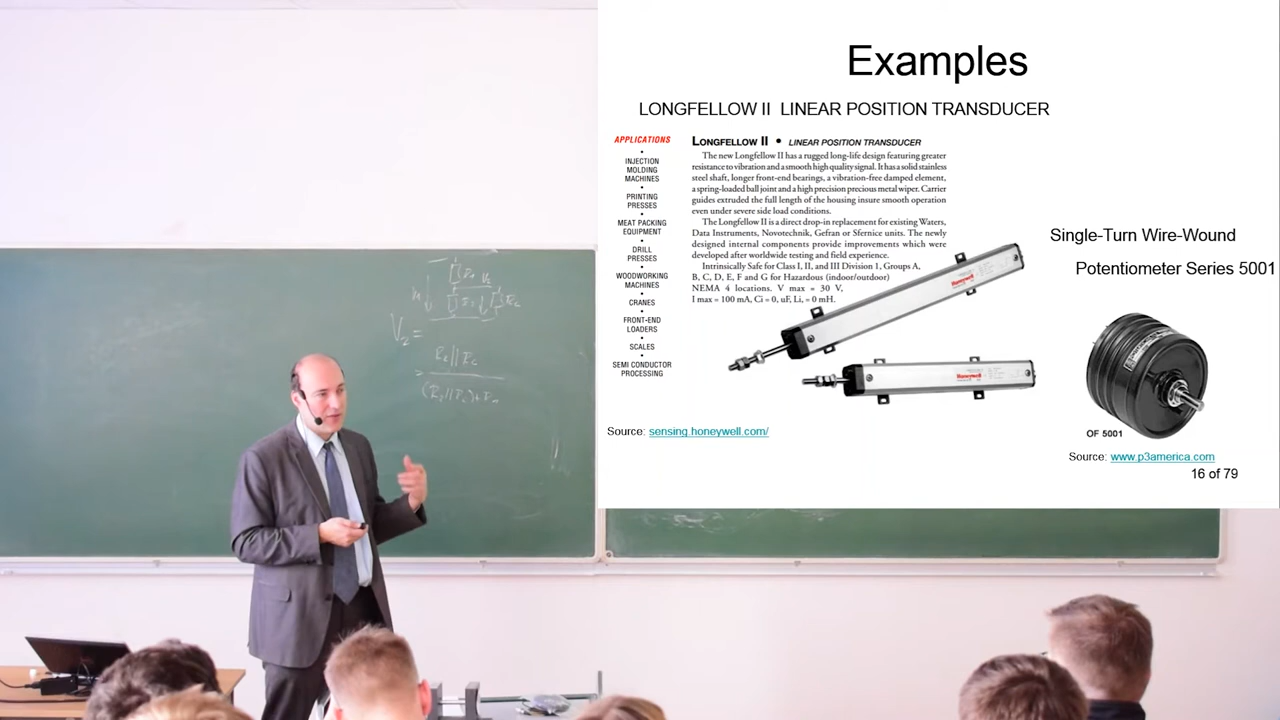 Examples
LONGFELLOW II LINEAR POSITION TRANSDUCER
APPLICATIONS
•
INJECTION
MOLDING
MACHINES
•
PRINTING
PRESSES
•
MEAT PACKING
EQUIPMENT
•
DRILL
PRESSES
•
WOODWORKING
MACHINES
•
CRANES
•
FRONT-END
LOADERS
•
SCALES
•
SEMI CONDUCTOR
PROCESSING
LONGFELLOW II • LINEAR POSITION TRANSDUCER
The new Longfellow II has a rugged long-life design featuring greater
resistance to vibration and a smooth high quality signal. It has a solid stainless
steel shaft, longer front-end bearings, a vibration-free damped element,
a spring-loaded ball joint and a high precision precious metal wiper. Carrier
guides extruded the full length of the housing insure smooth operation
even under severe side load conditions.
The Longfellow II is a direct drop-in replacement for existing Waters,
Data Instruments, Novotechnik, Gefran or Sfernice units. The newly
designed internal components provide improvements which were
developed after worldwide testing and field experience.
Intrinsically Safe for Class I, II, and III Division 1, Groups A,
B, C, D, E, F and G for Hazardous (indoor/outdoor)
NEMA 4 locations. V max = 30 V,
I max = 100 mA, Ci = 0, uF, Li, = 0 mH.
Honeywell
Honeywell
Source: sensing.honeywell.com/
Single-Turn Wire-Wound
Potentiometer Series 5001
OF 5001
Source: www.p3america.com
16 of 79
V₂ =